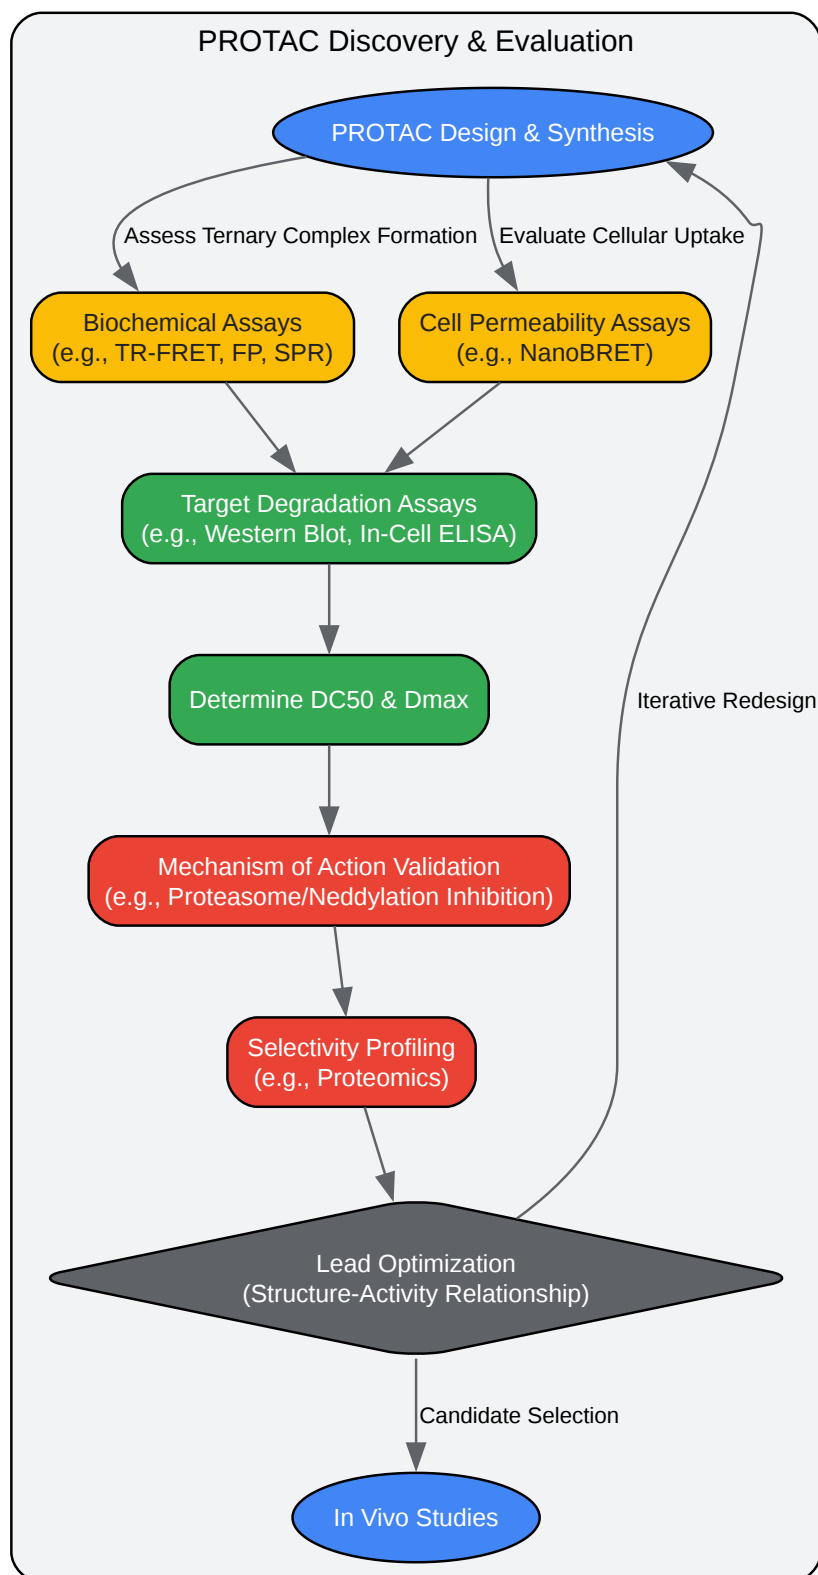 PROTAC Discovery & Evaluation
PROTAC Design & Synthesis
Assess Ternary Complex Formation
Evaluate Cellular Uptake
Biochemical Assays
(e.g., TR-FRET, FP, SPR)
Cell Permeability Assays
(e.g., NanoBRET)
Target Degradation Assays
(e.g., Western Blot, In-Cell ELISA)
Determine DC50 & Dmax
Iterative Redesign
Mechanism of Action Validation
(e.g., Proteasome/Neddylation Inhibition)
Selectivity Profiling
(e.g., Proteomics)
Lead Optimization
(Structure-Activity Relationship)
Candidate Selection
In Vivo Studies